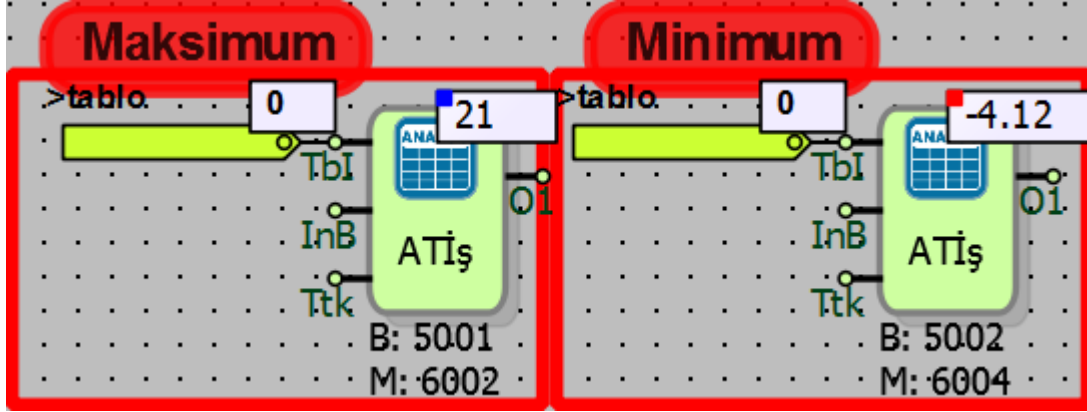 Maksimum
>tablo.
0
21
ANA
TbI
O1
InB
ATİş
Ttk
B: 5001
M: 6002
Minimum
>tablo.
0
-4.12
ANA
TbI
O1
InB
ATİş
Ttk
B: 5002
M: 6004